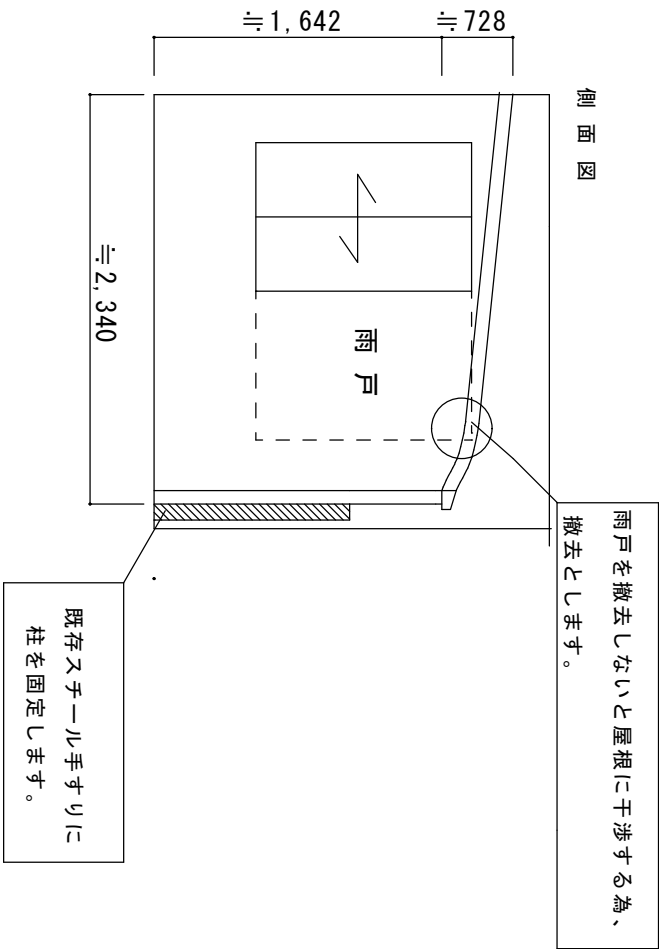 ≒1,642
≒728
側面図
≒2,340
雨戸
雨戸を撤去しないと屋根に干渉する為、
撤去とします。
既存スチール手すりに
柱を固定します。